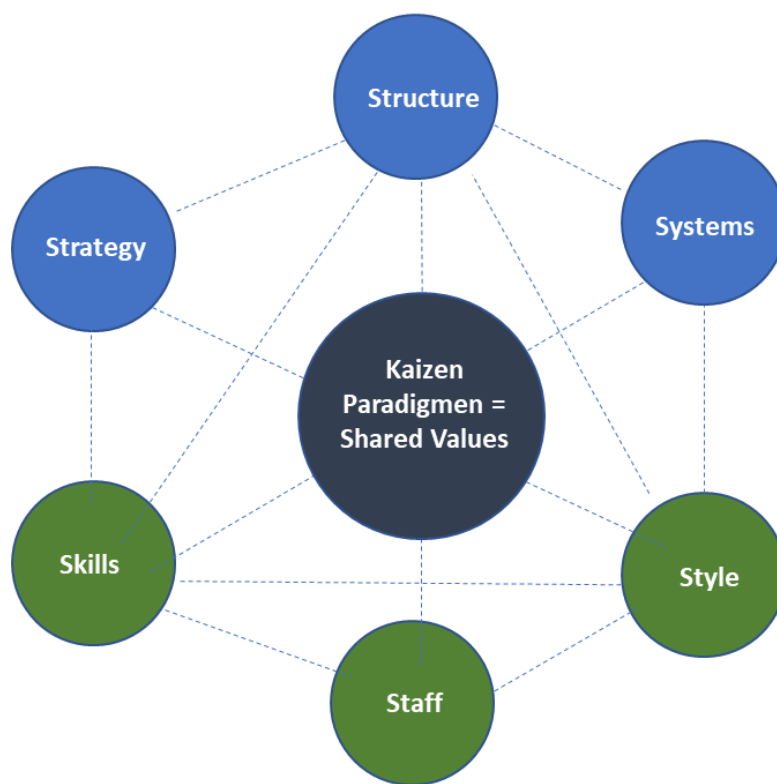 Structure
Systems
Strategy
Kaizen
Paradigmen =
Shared Values
Skills
Style
Staff